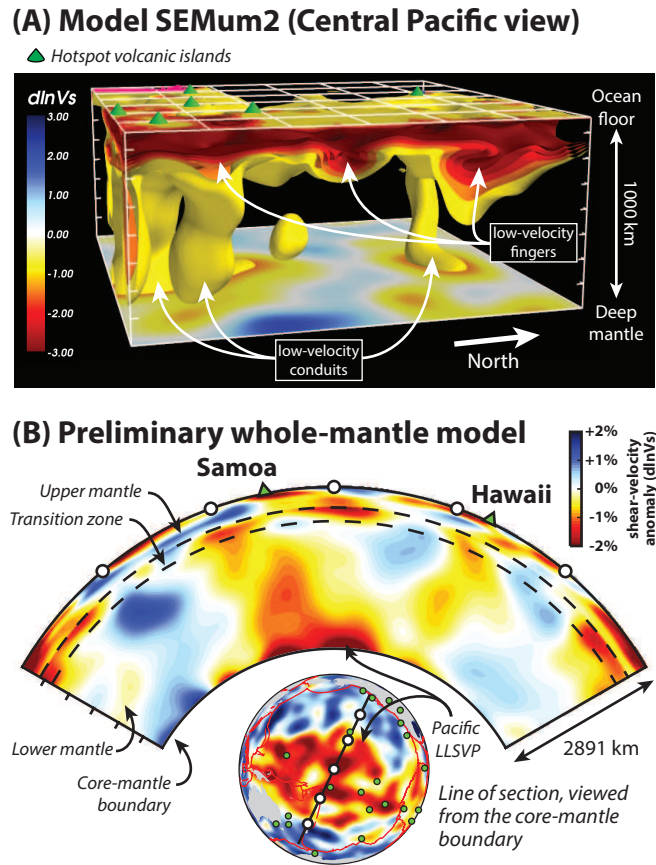 (A) Model SEMum2 (Central Pacific view)
Hotspot volcanic islands
dlnVs
3.00
2.00
1.00
0.00
-1.00
-2.00
-3.00
Ocean
floor
1000 km
low-velocity
fingers
Deep
mantle
low-velocity
conduits
North
(B) Preliminary whole-mantle model
+2%
+1%
0%
-1%
-2%
shear-velocity
anomaly (dlnVs)
Samoa
Hawaii
Upper mantle
Transition zone
Lower mantle
Core-mantle
boundary
Pacific
LLSVP
2891 km
Line of section, viewed
from the core-mantle
boundary